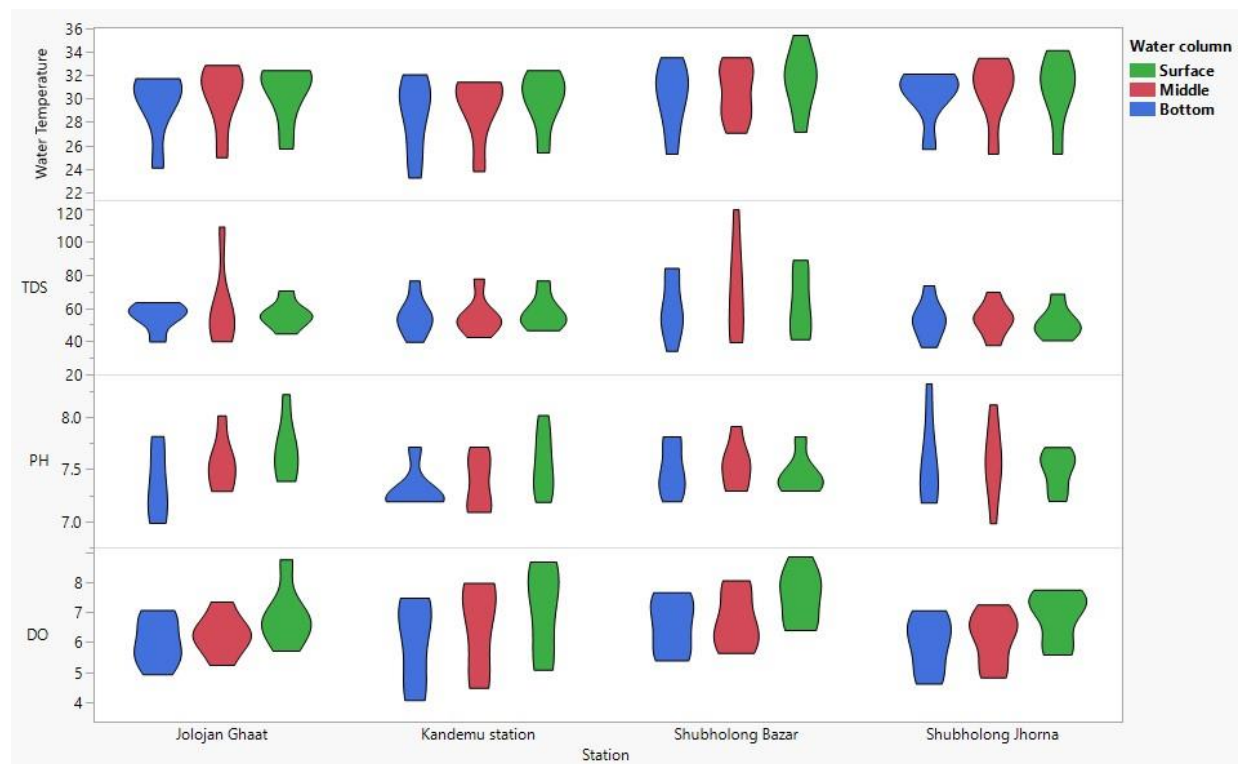 Water Temperature
36
34
32
30
28
26
24
22
TDS
120
100
80
60
40
20
PH
8.0
7.5
7.0
DO
8
7
6
5
4
Jolojan Ghaat Kandemu station Shubholong Bazar Shubholong Jhorna
Station
Water column
Surface
Middle
Bottom